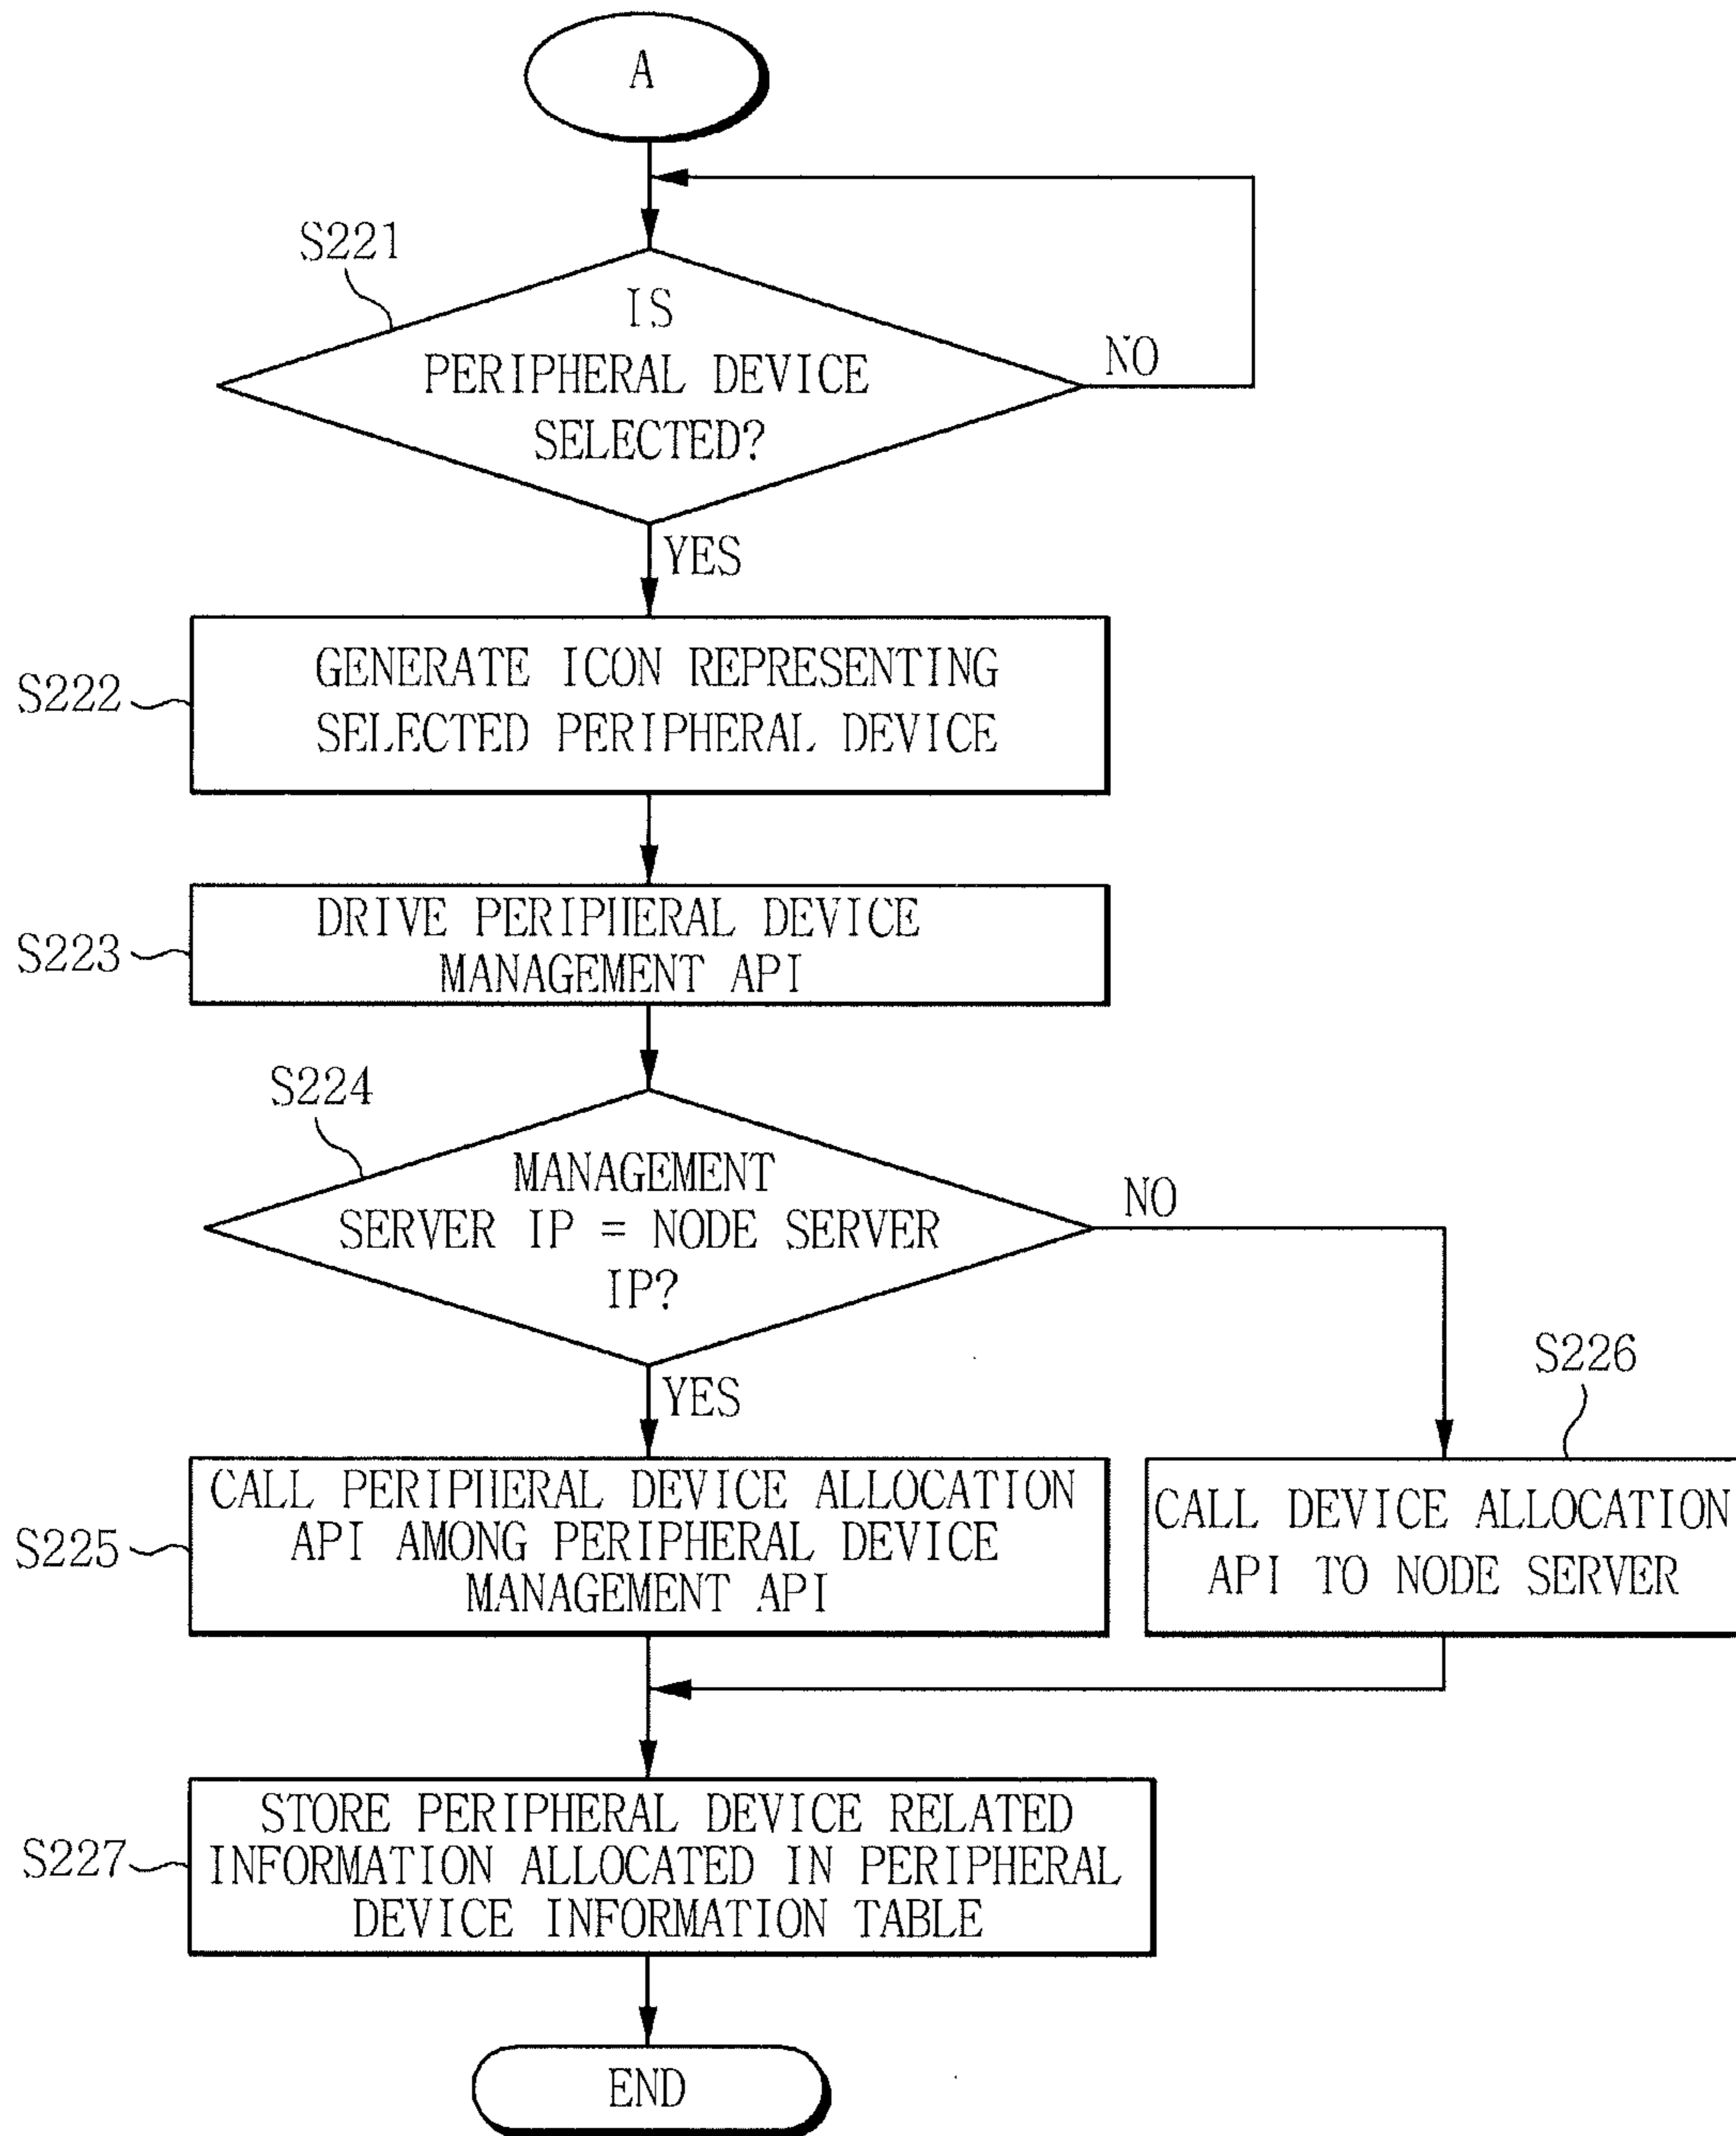 A
S221
IS
PERIPHERAL DEVICE
SELECTED?
NO
YES
S222
GENERATE ICON REPRESENTING
SELECTED PERIPHERAL DEVICE
S223
DRIVE PERIPHERAL DEVICE
MANAGEMENT API
S224
MANAGEMENT
SERVER IP = NODE SERVER
IP?
NO
YES
S225
CALL PERIPHERAL DEVICE ALLOCATION
API AMONG PERIPHERAL DEVICE
MANAGEMENT API
S226
CALL DEVICE ALLOCATION
API TO NODE SERVER
S227
STORE PERIPHERAL DEVICE RELATED
INFORMATION ALLOCATED IN PERIPHERAL
DEVICE INFORMATION TABLE
END